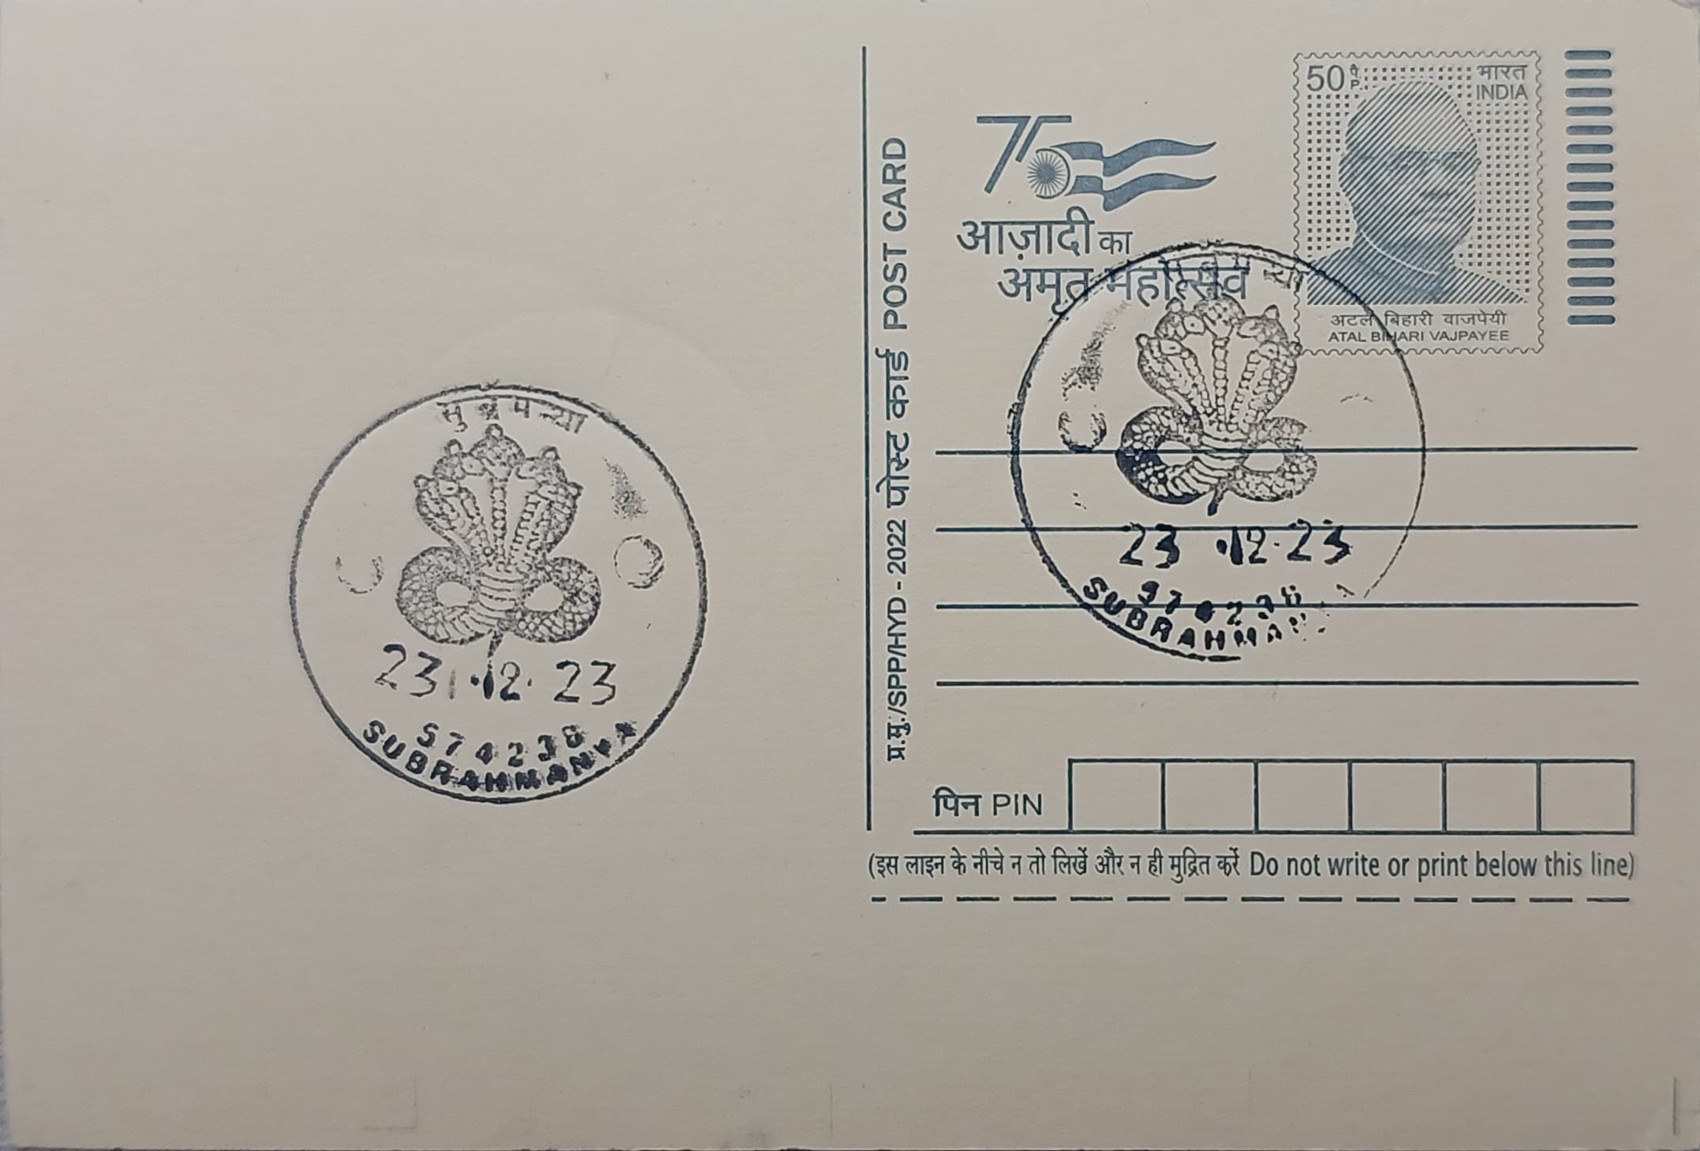 50 पै P.
भारत
INDIA
75
आज़ादी का
अमृत महोत्सव
अटल बिहारी वाजपेयी
ATAL BIHARI VAJPAYEE
प्र.मु./SPP/HYD - 2022 पोस्ट कार्ड POST CARD
सुब्रमन्या
23.12.23
574238
SUBRAHMANYA
23.12.23
574238
SUBRAHMANYA
पिन PIN
(इस लाइन के नीचे न तो लिखें और न ही मुद्रित करें Do not write or print below this line)